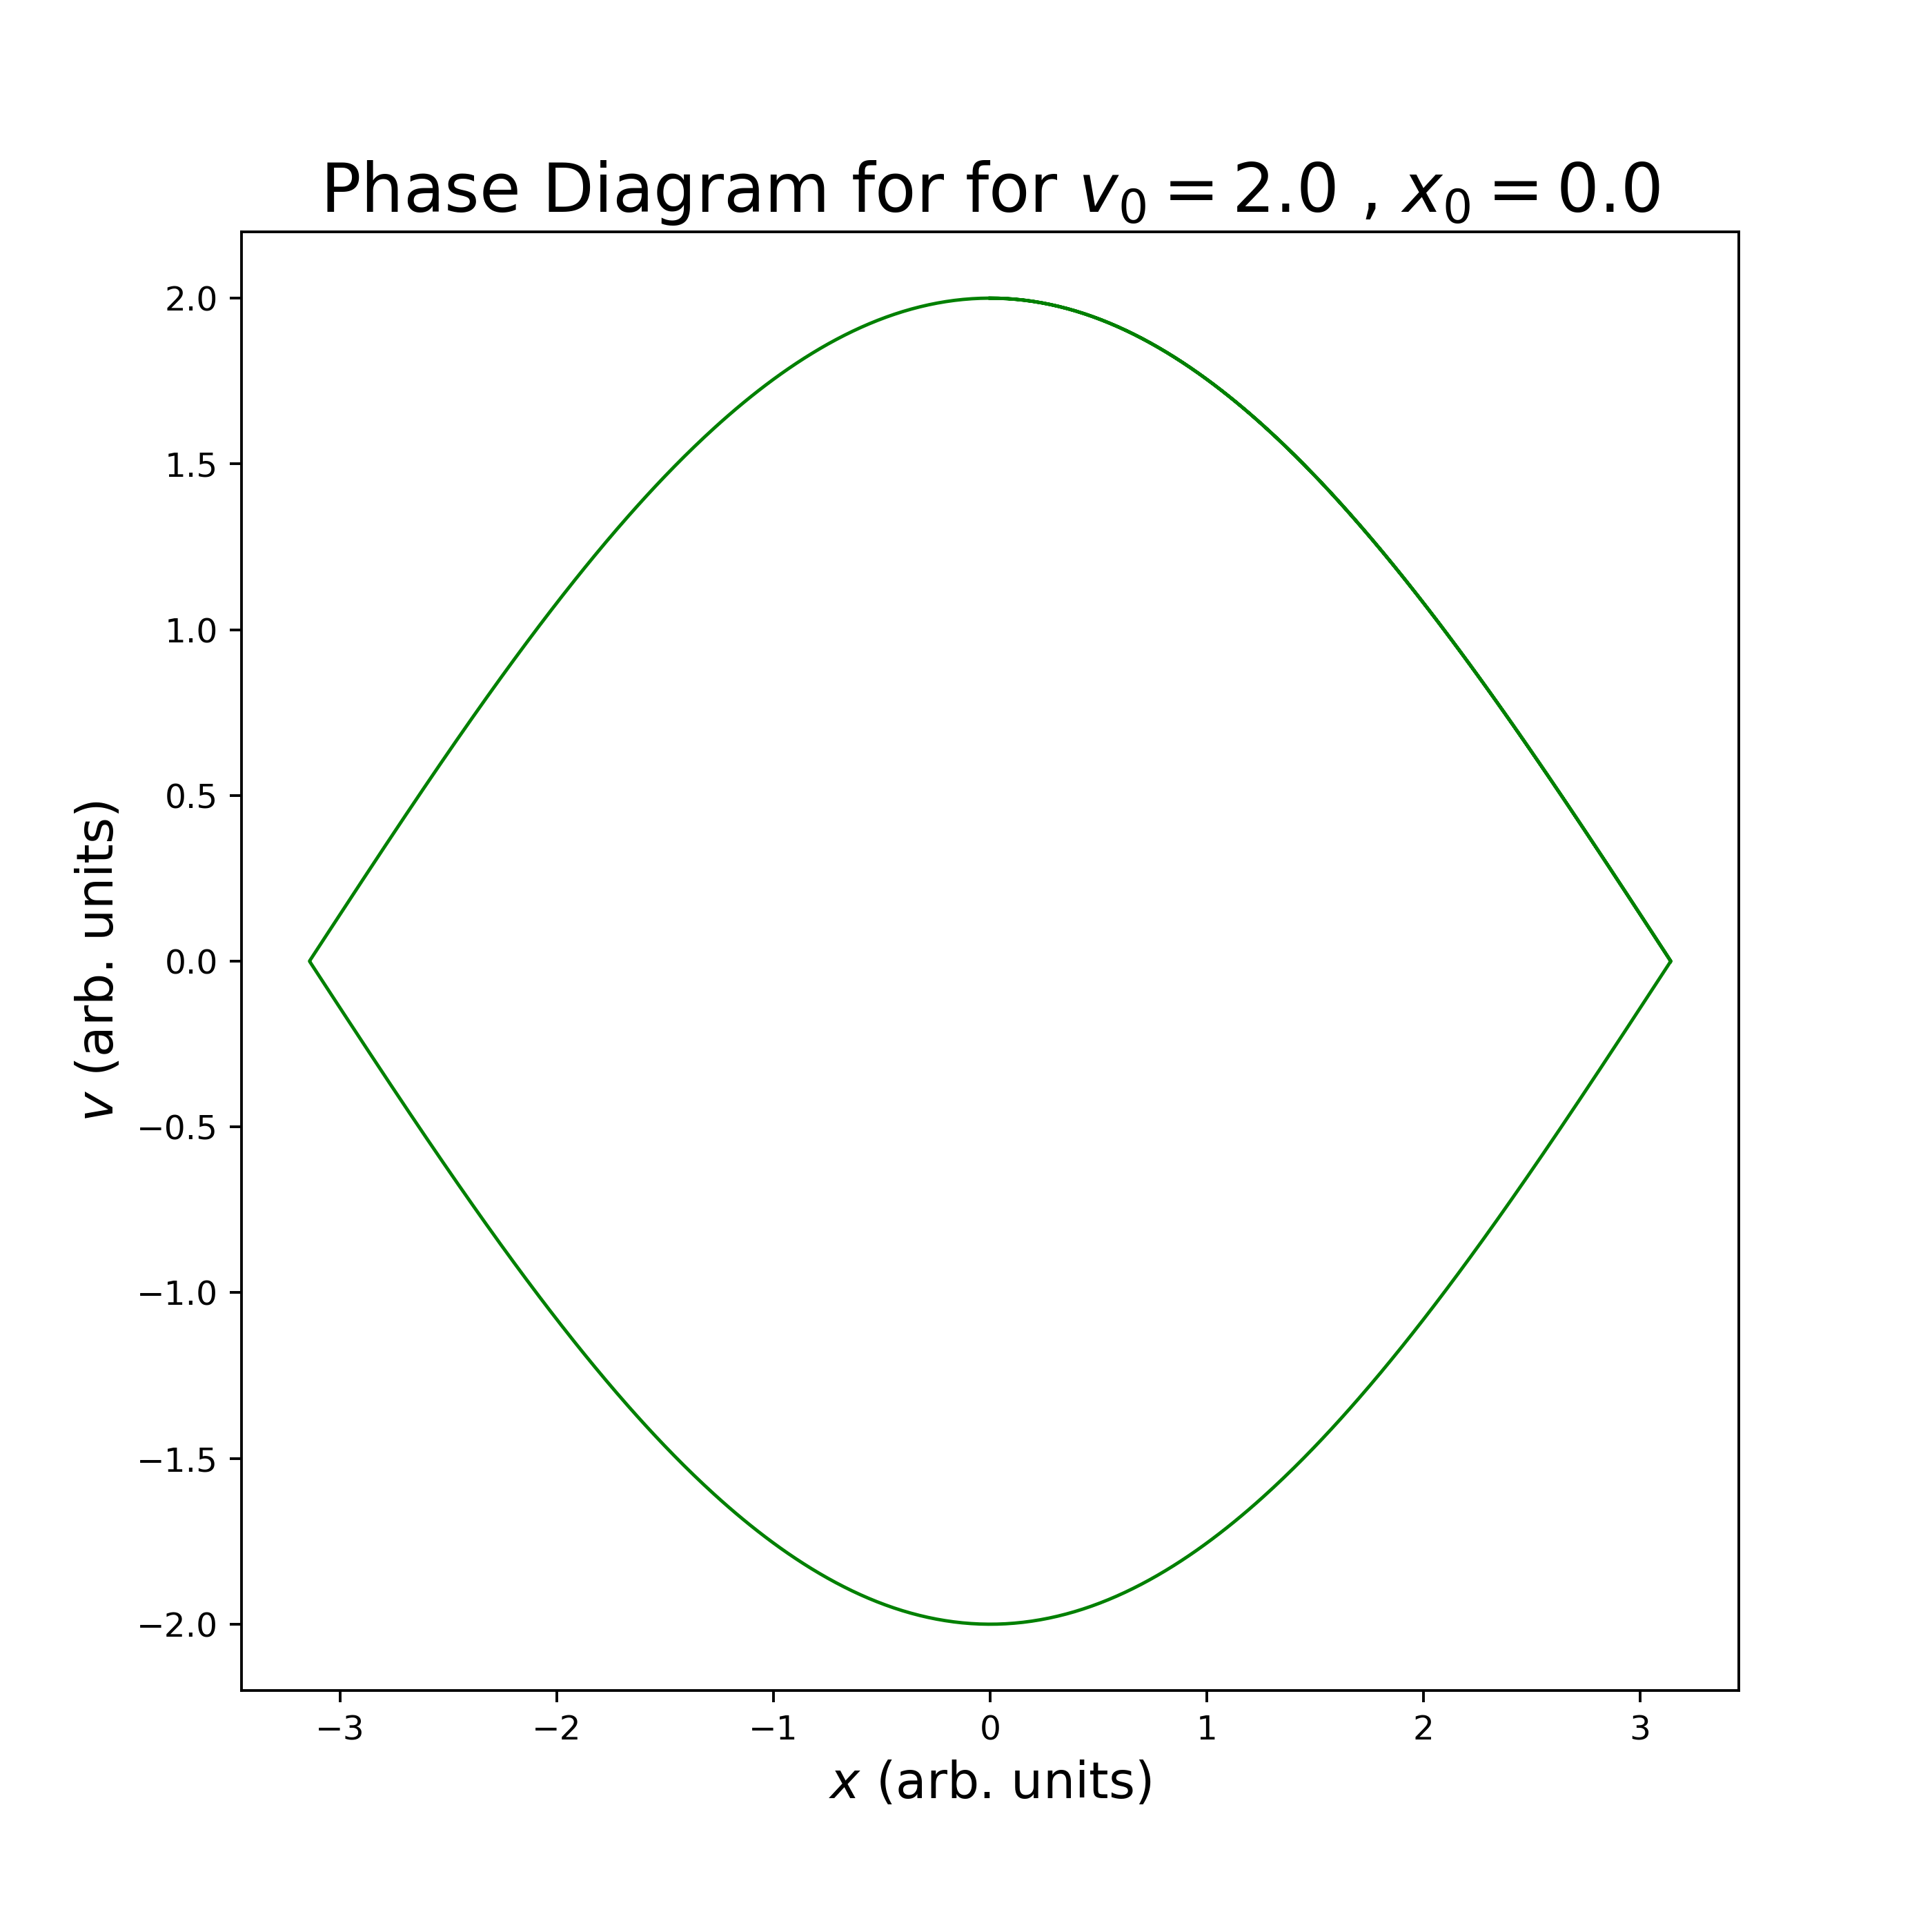 Phase Diagram for for v₀ = 2.0 , x₀ = 0.0
2.0
1.5
1.0
0.5
0.0
−0.5
−1.0
−1.5
−2.0
v (arb. units)
−3 −2 −1 0 1 2 3
x (arb. units)